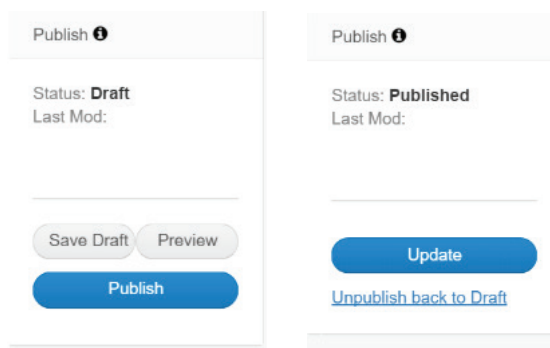 Publish
Status: Draft
Last Mod:
Save Draft Preview
Publish
Publish
Status: Published
Last Mod:
Update
Unpublish back to Draft